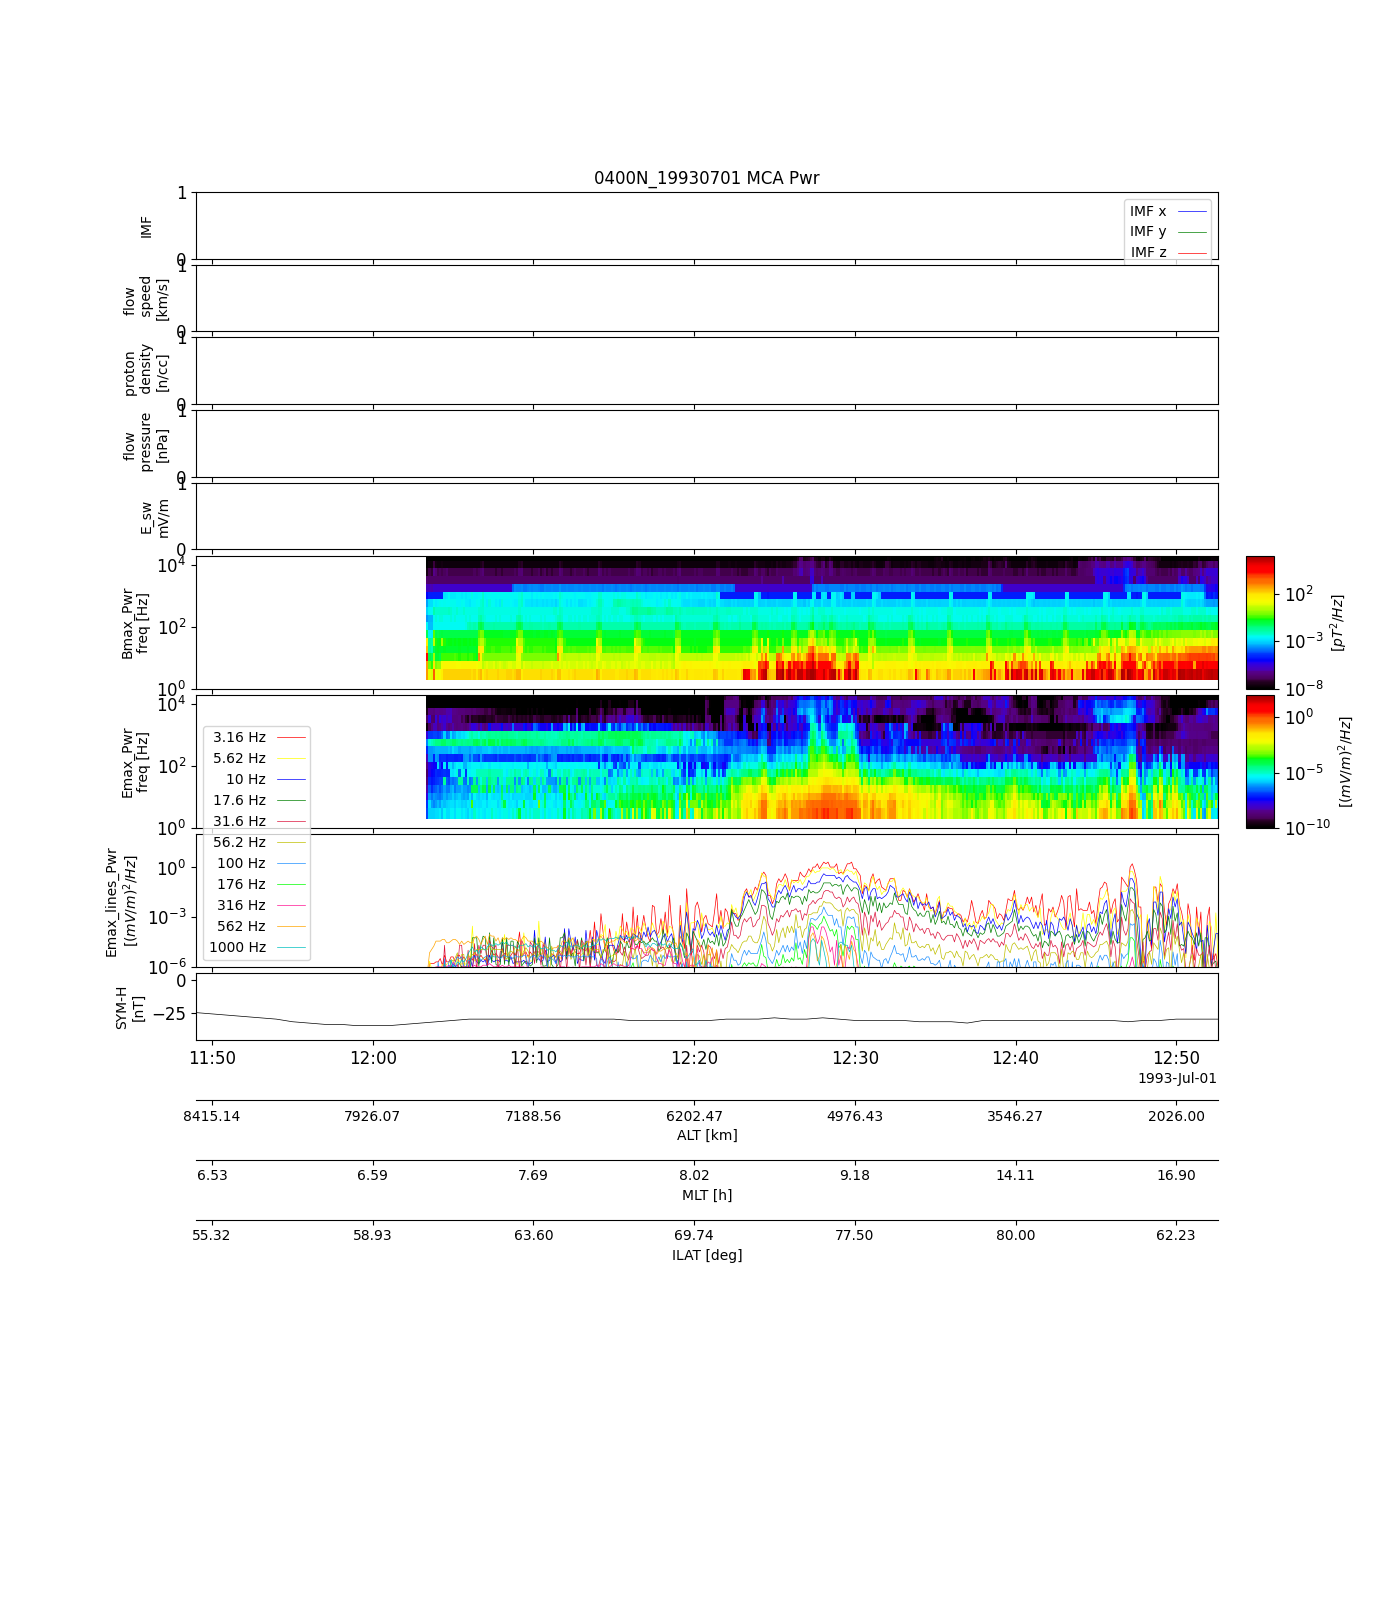 0400N_19930701 MCA Pwr
1
IMF
IMF x
IMF y
IMF z
0
1
flow
speed
[km/s]
0
1
proton
density
[n/cc]
0
1
flow
pressure
[nPa]
0
1
E_sw
mV/m
0
10^4
10^2
10^0
Bmax_Pwr
freq [Hz]
10^2
10^-3
10^-8
[pT^2/Hz]
10^4
10^2
10^0
Emax_Pwr
freq [Hz]
10^0
10^-5
10^-10
[(mV/m)^2/Hz]
3.16 Hz
5.62 Hz
10 Hz
17.6 Hz
31.6 Hz
56.2 Hz
100 Hz
176 Hz
316 Hz
562 Hz
1000 Hz
Emax_lines_Pwr
[(mV/m)^2/Hz]
10^0
10^-3
10^-6
SYM-H
[nT]
0
−25
11:50 12:00 12:10 12:20 12:30 12:40 12:50
1993-Jul-01
8415.14 7926.07 7188.56 6202.47 4976.43 3546.27 2026.00
ALT [km]
6.53 6.59 7.69 8.02 9.18 14.11 16.90
MLT [h]
55.32 58.93 63.60 69.74 77.50 80.00 62.23
ILAT [deg]